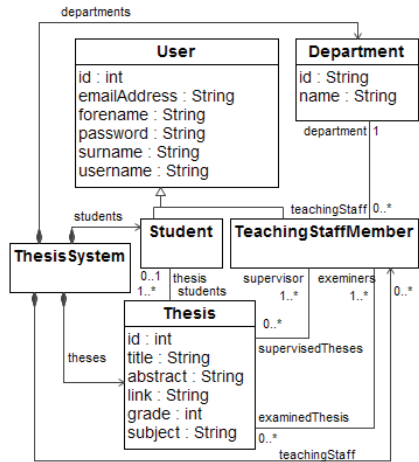 departments
User
id : int
emailAddress : String
forename : String
password : String
surname : String
username : String
Department
id : String
name : String
department 1
students
teachingStaff 0..*
ThesisSystem
Student
TeachingStaffMember
0..1 thesis
1..* students
supervisor exeminers
1..* 1..* 0..*
Thesis
id : int
title : String
abstract : String
link : String
grade : int
subject : String
theses
0..*
supervisedTheses
examinedThesis
0..*
teachingStaff